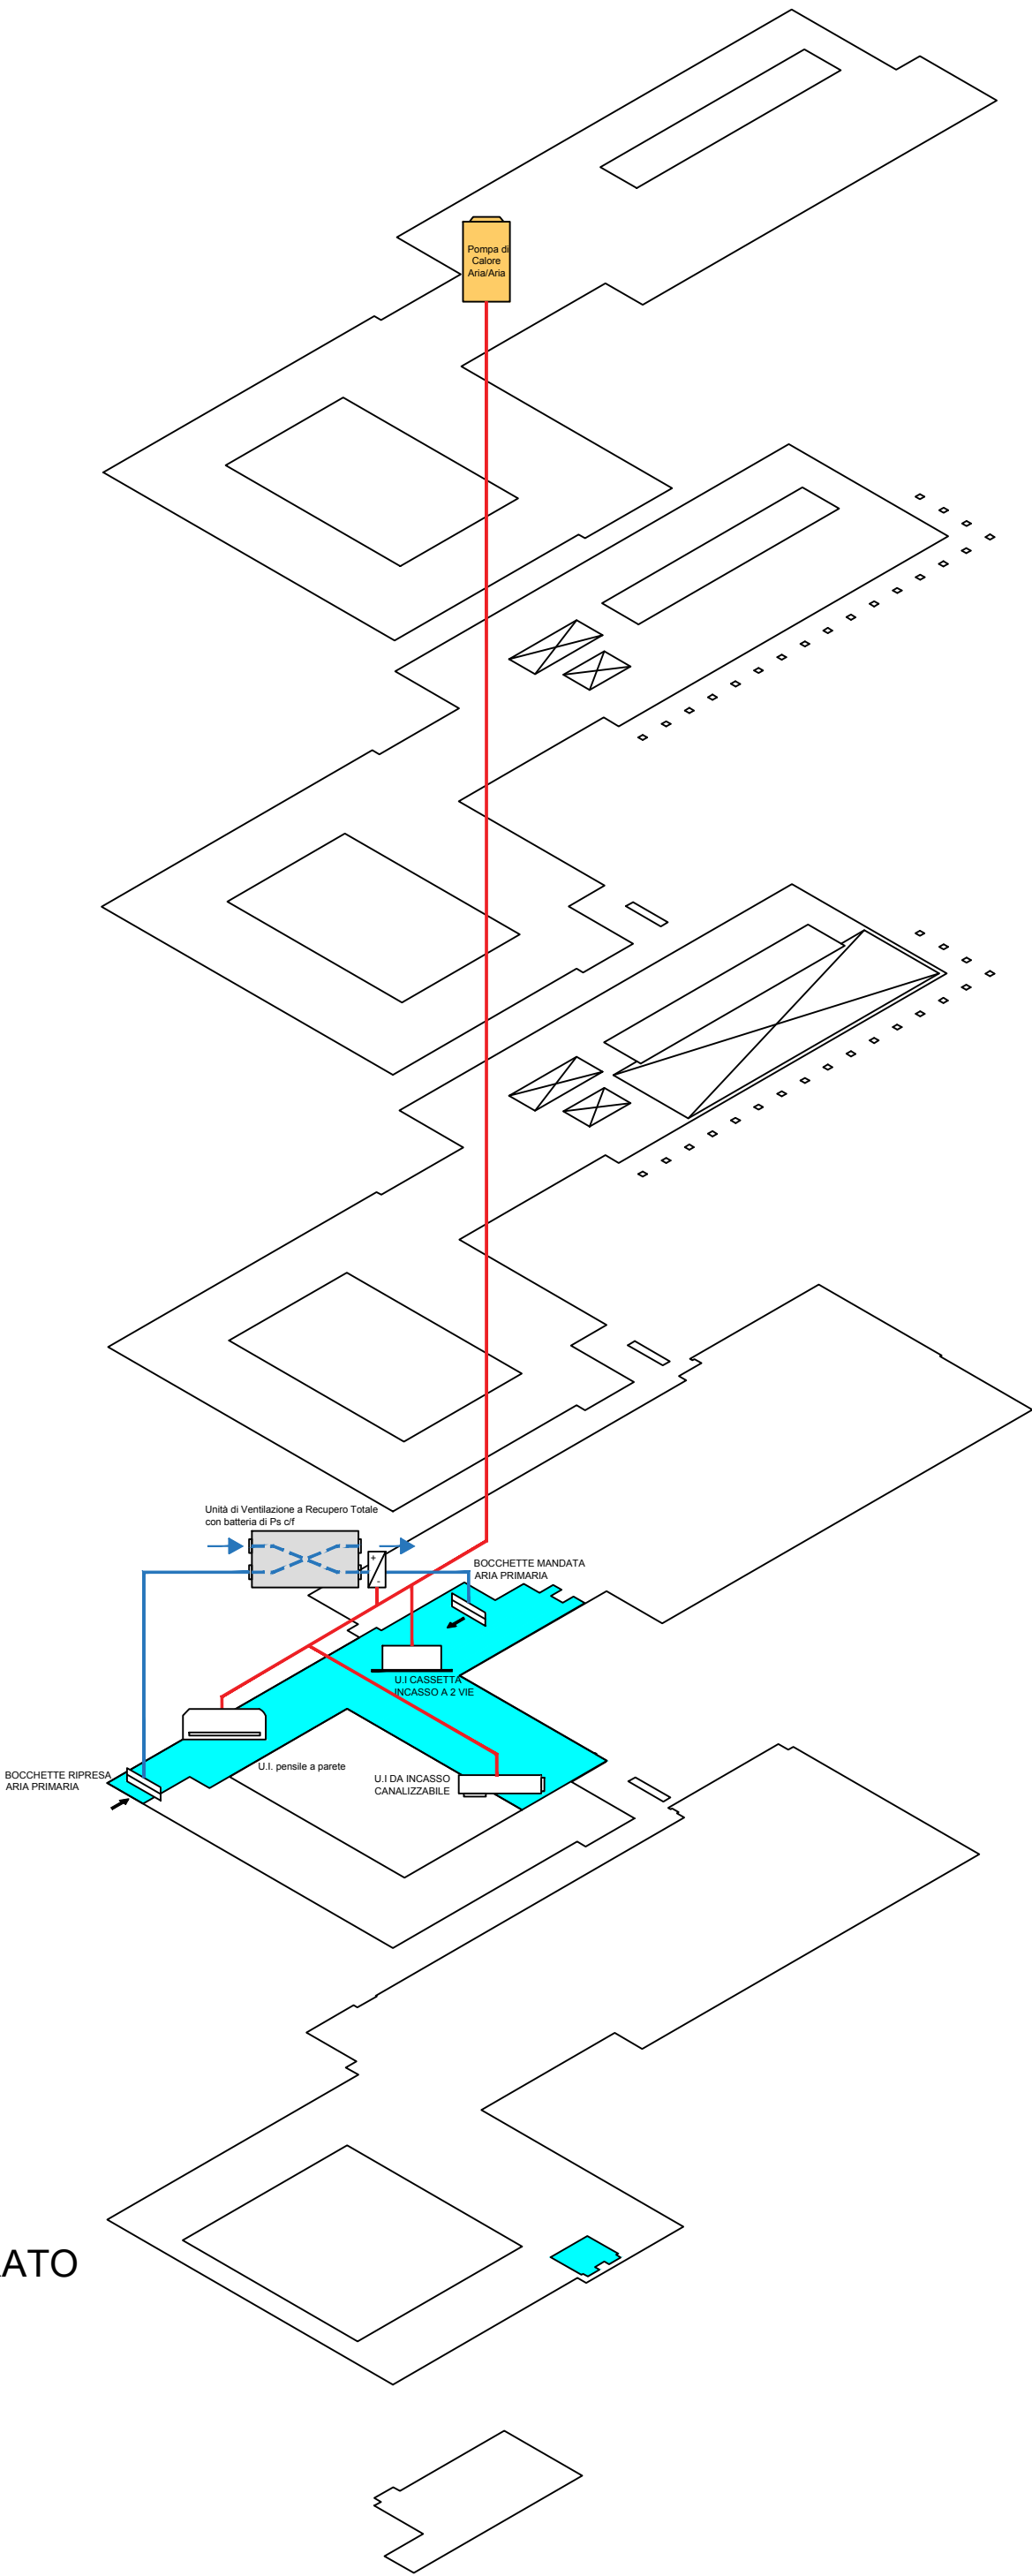 Pompa di
Calore
Aria/Aria
Unità di Ventilazione a Recupero Totale
con batteria di Ps c/f
+
-
BOCCHETTE MANDATA
ARIA PRIMARIA
U.I CASSETTA
INCASSO A 2 VIE
U.I. pensile a parete
BOCCHETTE RIPRESA
ARIA PRIMARIA
U.I DA INCASSO
CANALIZZABILE
ATO